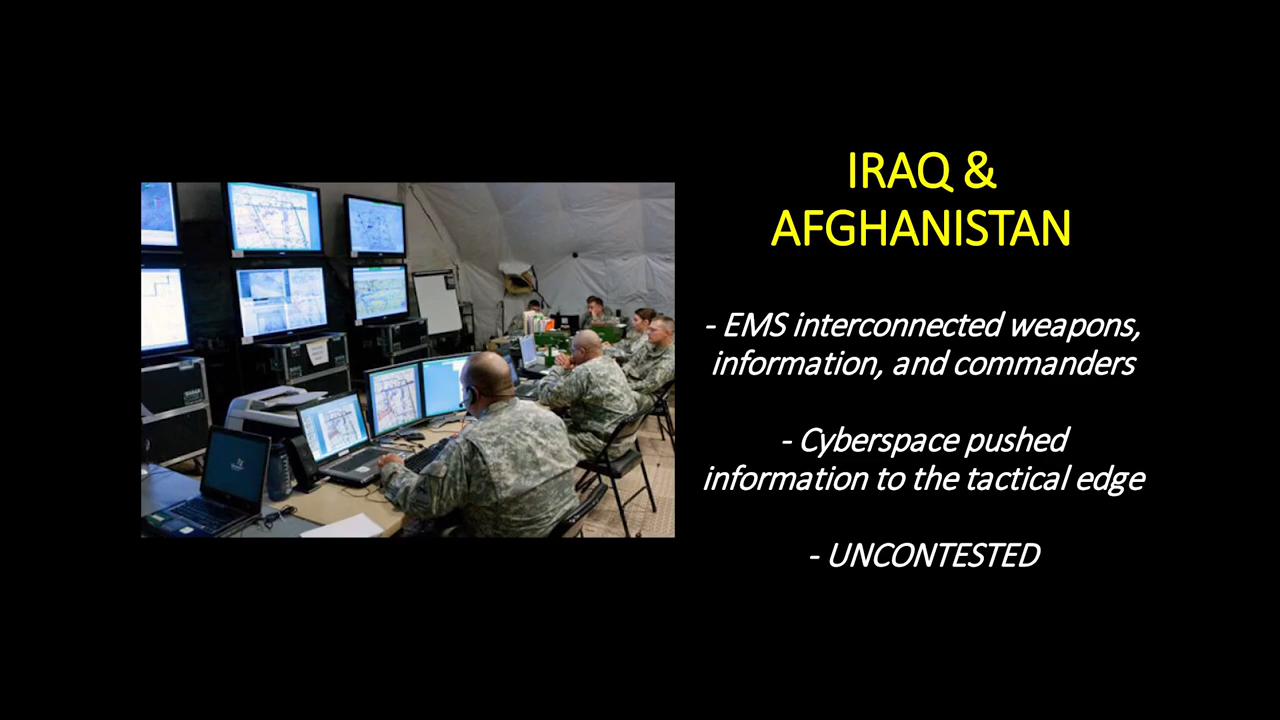 IRAQ &
AFGHANISTAN
- EMS interconnected weapons,
information, and commanders
- Cyberspace pushed
information to the tactical edge
- UNCONTESTED